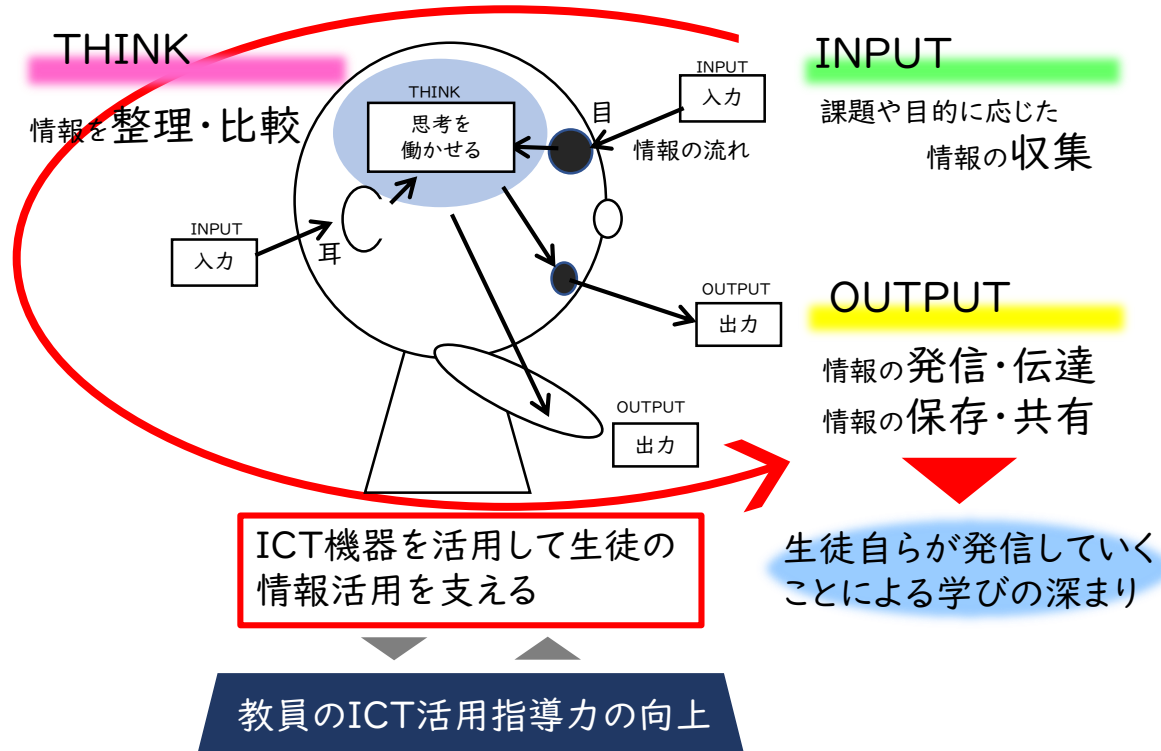 THINK
情報を整理・比較
INPUT
課題や目的に応じた
情報の収集
INPUT
入力
目
情報の流れ
THINK
思考を
働かせる
INPUT
入力
耳
OUTPUT
出力
OUTPUT
出力
OUTPUT
情報の発信・伝達
情報の保存・共有
生徒自らが発信していく
ことによる学びの深まり
ICT機器を活用して生徒の
情報活用を支える
教員のICT活用指導力の向上